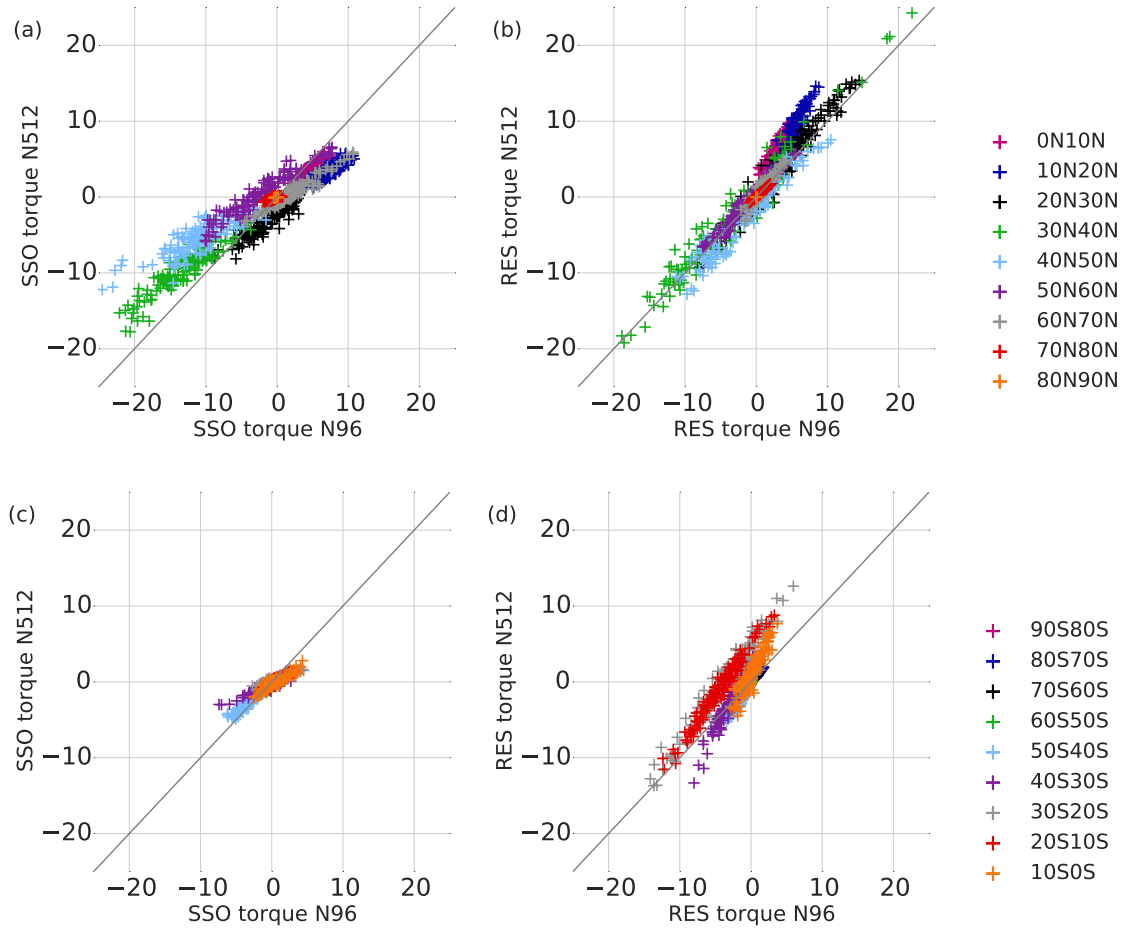 (a)
20
10
0
−10
−20
−20 −10 0 10 20
SSO torque N512
SSO torque N96
(b)
20
10
0
−10
−20
−20 −10 0 10 20
RES torque N512
RES torque N96
0N10N
10N20N
20N30N
30N40N
40N50N
50N60N
60N70N
70N80N
80N90N
(c)
20
10
0
−10
−20
−20 −10 0 10 20
SSO torque N512
SSO torque N96
(d)
20
10
0
−10
−20
−20 −10 0 10 20
RES torque N512
RES torque N96
90S80S
80S70S
70S60S
60S50S
50S40S
40S30S
30S20S
20S10S
10S0S